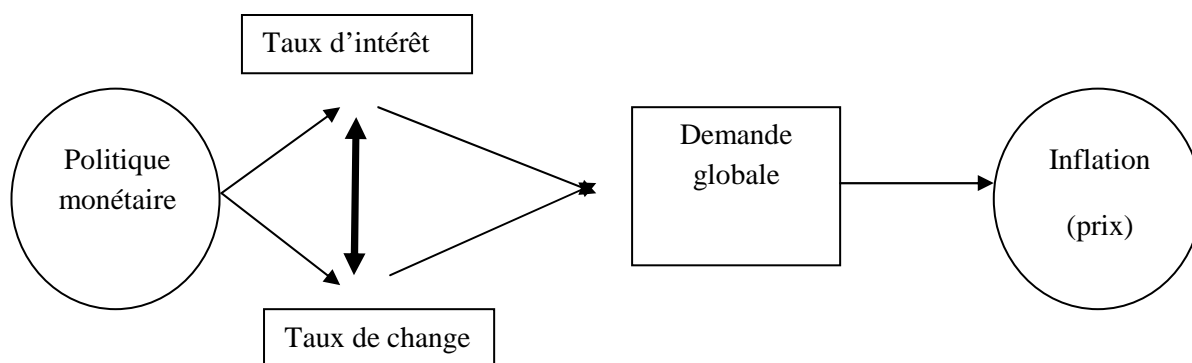 Taux d’intérêt
Politique
monétaire
Demande
globale
Inflation
(prix)
Taux de change